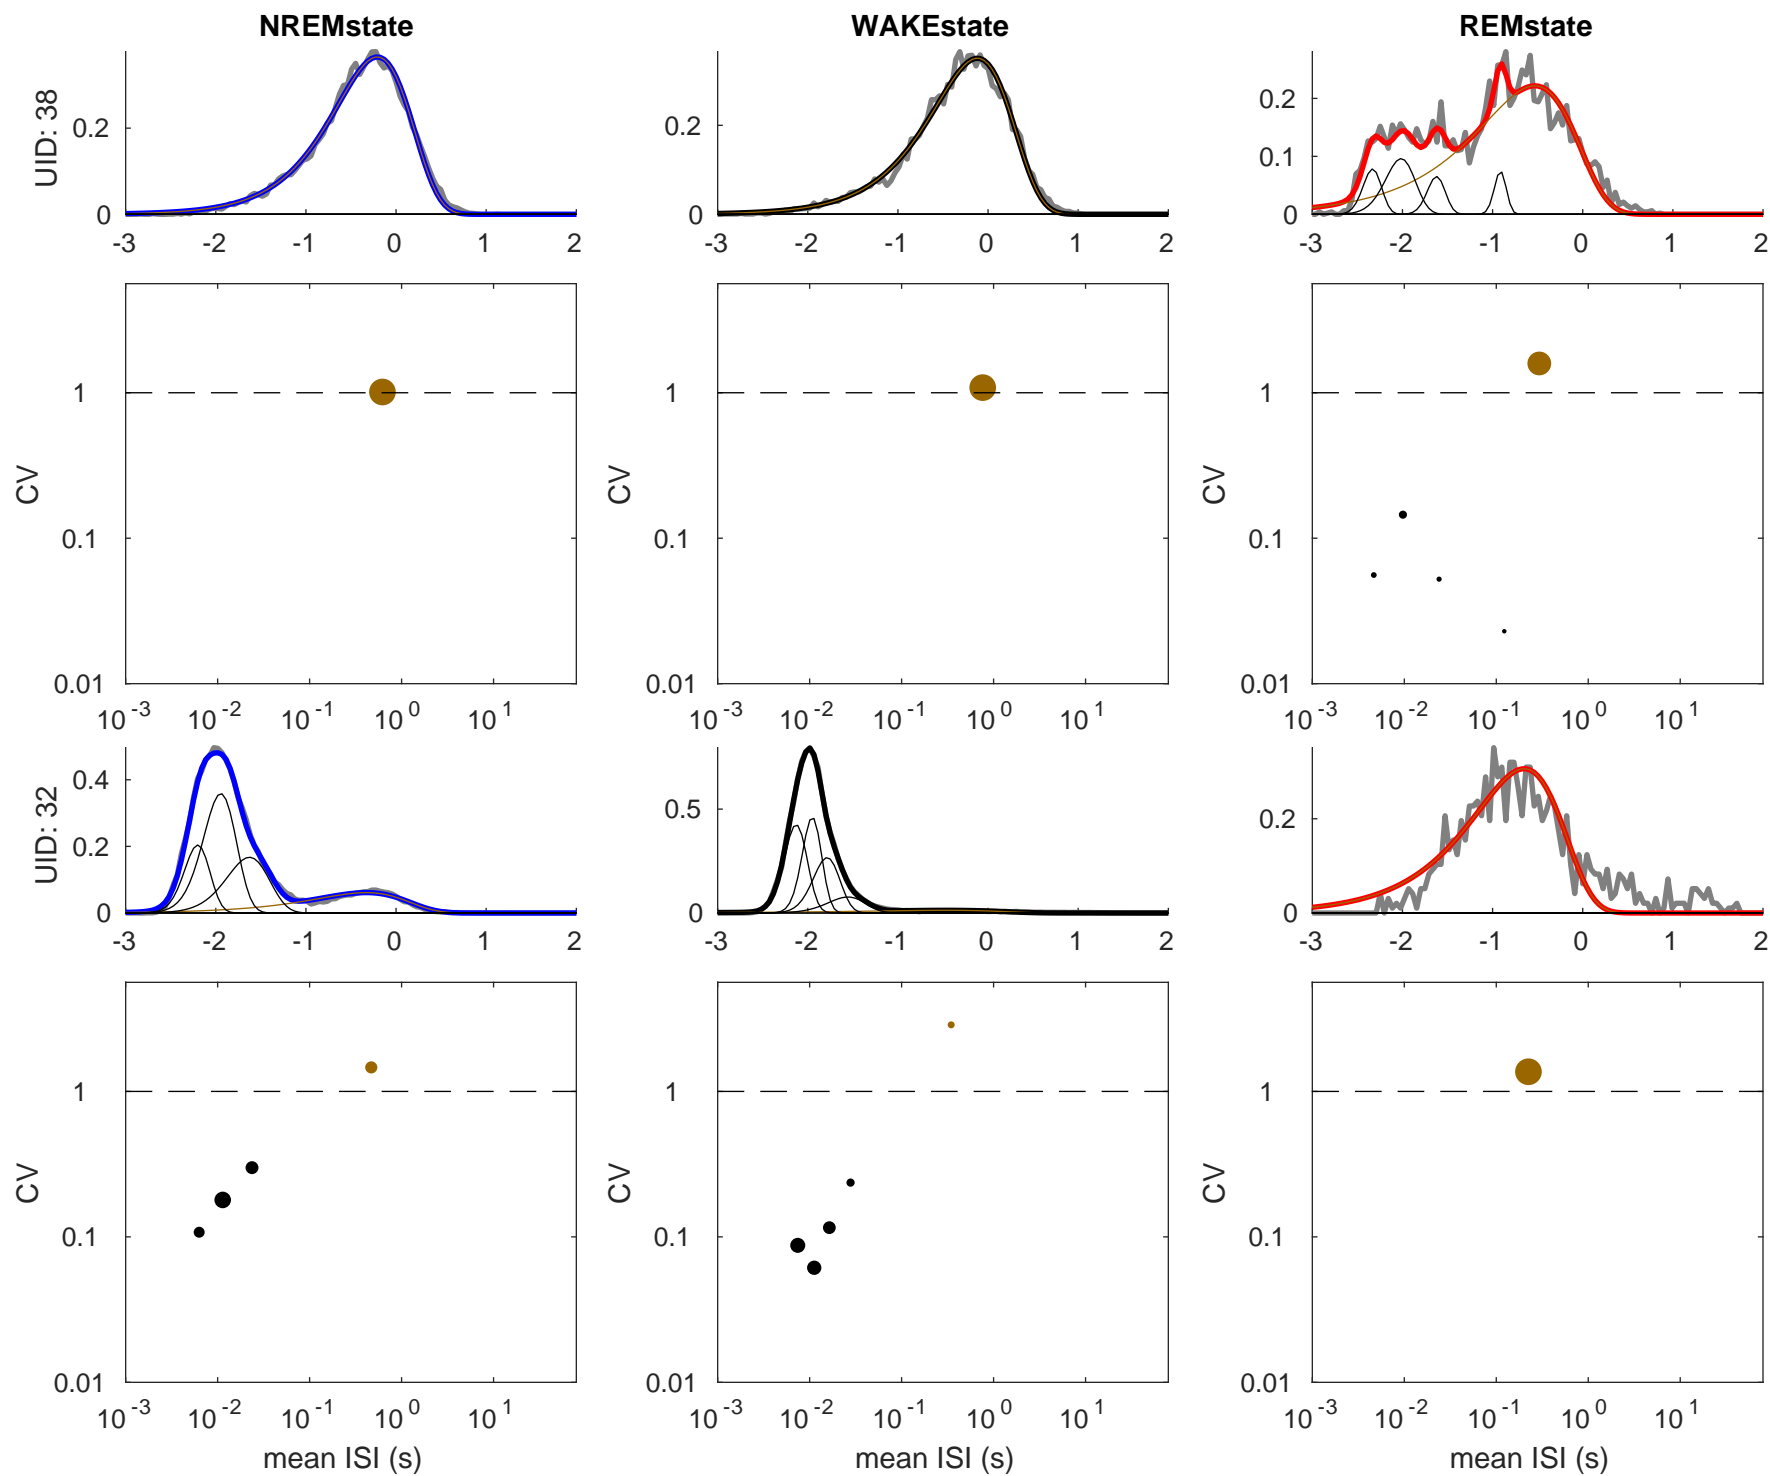 NREMstate WAKEstate REMstate
UID: 38
0.2 0
0.2 0
0.2 0.1 0
-3 -2 -1 0 1 2
-3 -2 -1 0 1 2
-3 -2 -1 0 1 2
CV 1 0.1 0.01
CV 1 0.1 0.01
CV 1 0.1 0.01
10^-3 10^-2 10^-1 10^0 10^1
10^-3 10^-2 10^-1 10^0 10^1
10^-3 10^-2 10^-1 10^0 10^1
UID: 32
0.4 0.2 0
0.5 0
0.2 0
-3 -2 -1 0 1 2
-3 -2 -1 0 1 2
-3 -2 -1 0 1 2
CV 1 0.1 0.01
CV 1 0.1 0.01
CV 1 0.1 0.01
10^-3 10^-2 10^-1 10^0 10^1
10^-3 10^-2 10^-1 10^0 10^1
10^-3 10^-2 10^-1 10^0 10^1
mean ISI (s) mean ISI (s) mean ISI (s)